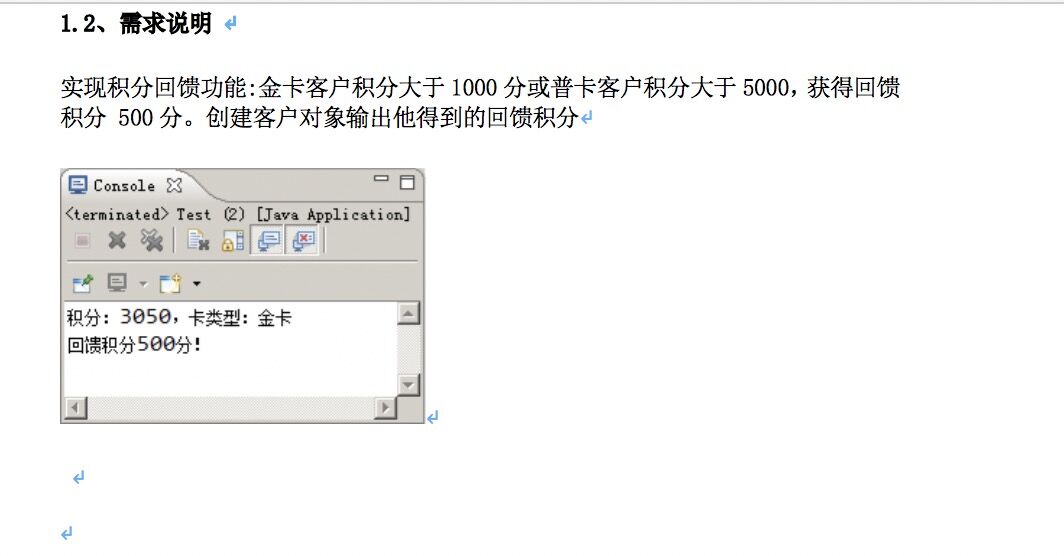 1.2、需求说明
实现积分回馈功能:金卡客户积分大于 1000 分或普卡客户积分大于 5000，获得回馈
积分 500 分。创建客户对象输出他得到的回馈积分
Console
<terminated> Test (2) [Java Application]
积分: 3050，卡类型: 金卡
回馈积分500分!